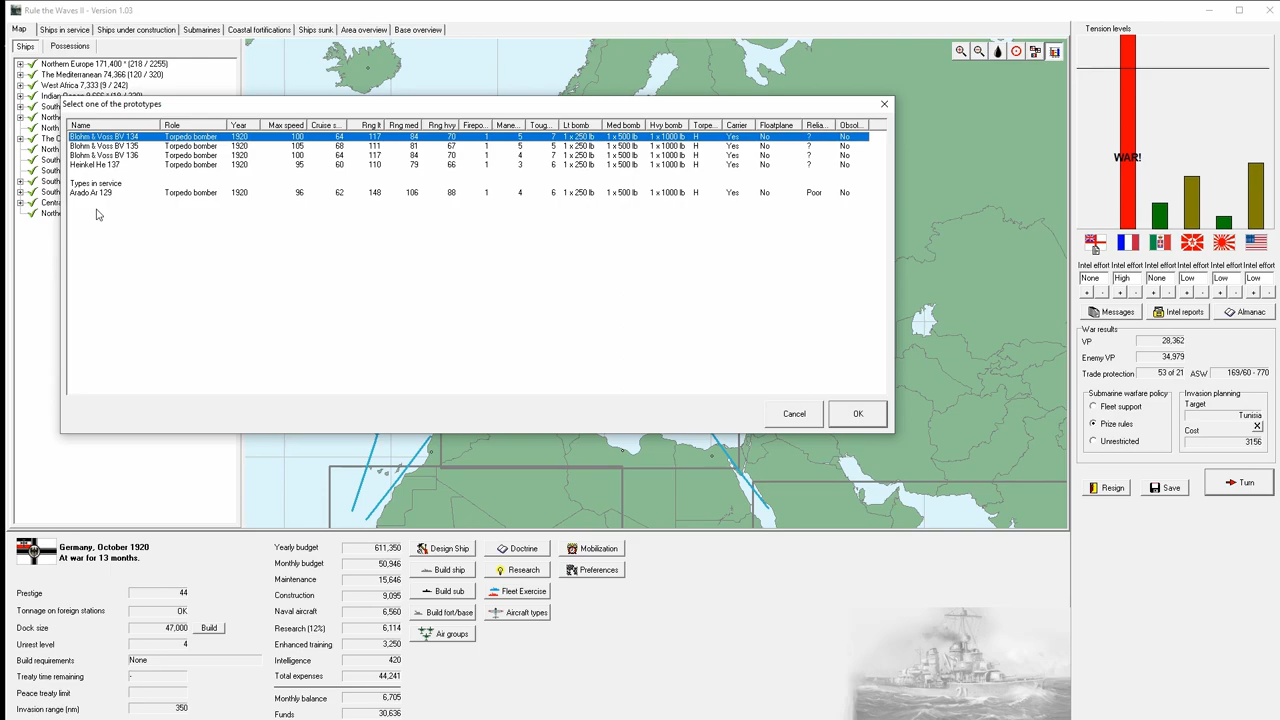 Rule the Waves II - Version 1.03
Map Ships in service Ships under construction Submarines Coastal fortifications Ships sunk Area overview Base overview
Ships Possessions
Northern Europe 171,400 * (218 / 2255)
The Mediterranean 74,366 (120 / 320)
West Africa 7,333 (9 / 242)
Select one of the prototypes
Name Role Year Max speed Cruise s... Rng lt Rng med Rng hvy Firepo... Mane... Toug... Lt bomb Med bomb Hvy bomb Torpe... Carrier Floatplane Relia... Obsol...
Blohm & Voss BV 134 Torpedo bomber 1920 100 64 117 84 70 1 5 7 1 x 250 lb 1 x 500 lb 1 x 1000 lb H Yes No ? No
Blohm & Voss BV 135 Torpedo bomber 1920 105 68 111 81 67 1 5 5 1 x 250 lb 1 x 500 lb 1 x 1000 lb H Yes No ? No
Blohm & Voss BV 136 Torpedo bomber 1920 100 64 117 84 70 1 4 7 1 x 250 lb 1 x 500 lb 1 x 1000 lb H Yes No ? No
Heinkel He 137 Torpedo bomber 1920 95 60 110 79 66 1 3 6 1 x 250 lb 1 x 500 lb 1 x 1000 lb H Yes No ? No
Types in service
Arado Ar 129 Torpedo bomber 1920 96 62 148 106 88 1 4 6 1 x 250 lb 1 x 500 lb 1 x 1000 lb H Yes No Poor No
Cancel OK
Tension levels
WAR!
Intel effort Intel effort Intel effort Intel effort Intel effort Intel effort
None High None Low Low Low
+ - + - + - + - + - + -
Messages Intel reports Almanac
War results
VP 28,362
Enemy VP 34,979
Trade protection 53 of 21 ASW 169/60 - 770
Submarine warfare policy
Fleet support
Prize rules
Unrestricted
Invasion planning
Target
Tunisia
Cost X
3156
Resign Save Turn
Germany, October 1920
At war for 13 months.
Prestige 44
Tonnage on foreign stations OK
Dock size 47,000 Build
Unrest level 4
Build requirements None
Treaty time remaining -
Peace treaty limit
Invasion range (nm) 350
Yearly budget 611,350
Monthly budget 50,946
Maintenance 15,646
Construction 9,095
Naval aircraft 6,560
Research (12%) 6,114
Enhanced training 3,250
Intelligence 420
Total expenses 44,241
Monthly balance 6,705
Funds 30,636
Design Ship Doctrine Mobilization
Build ship Research Preferences
Build sub Fleet Exercise
Build fort/base Aircraft types
Air groups